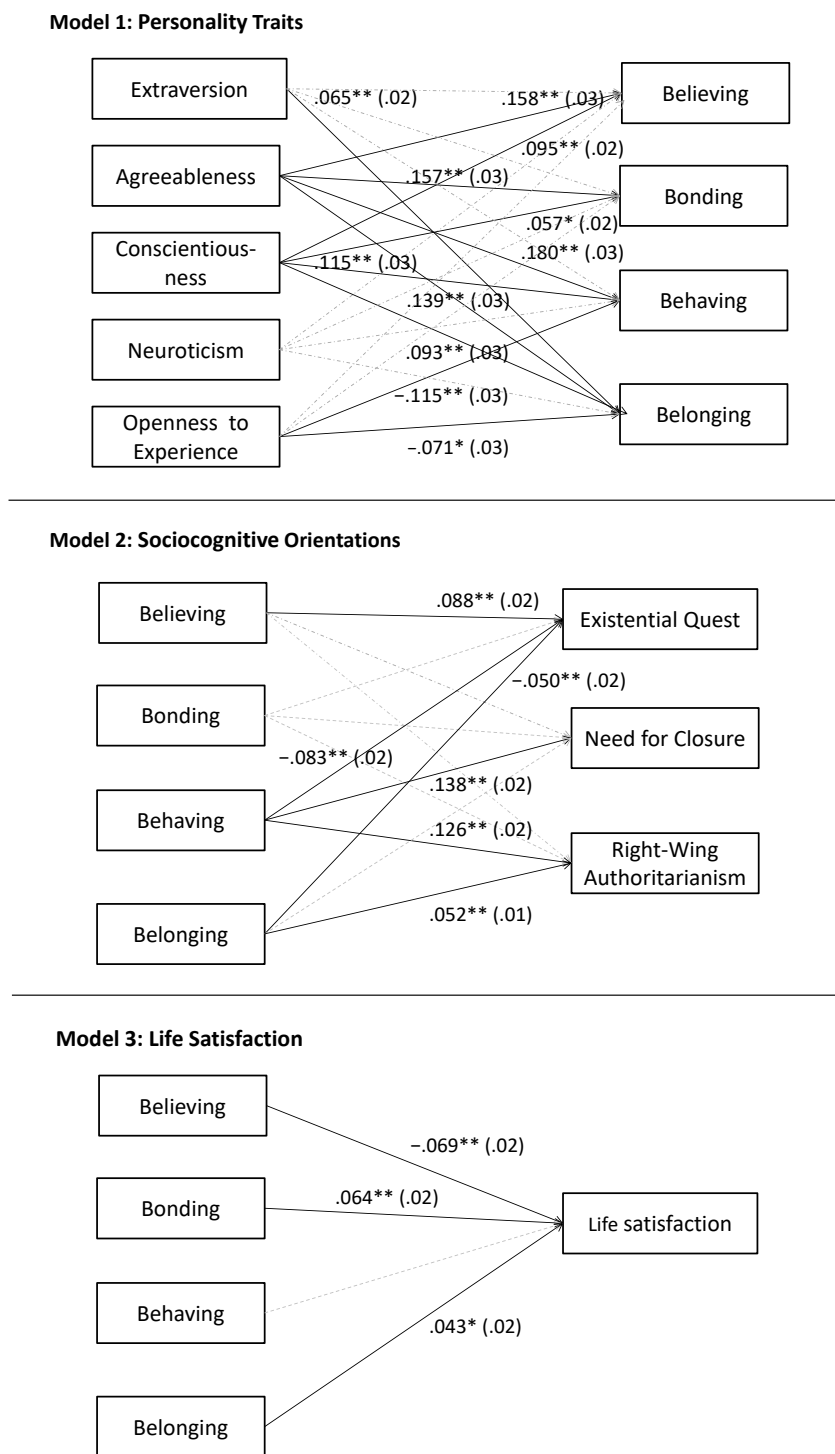 Model 1: Personality Traits
Extraversion
Believing
.065** (.02)
.158** (.03)
.095** (.02)
Agreeableness
.157** (.03)
Bonding
.057* (.02)
Conscientious-
ness
.115** (.03)
.180** (.03)
Behaving
.139** (.03)
Neuroticism
.093** (.03)
−.115** (.03)
Openness to
Experience
Belonging
−.071* (.03)
Model 2: Sociocognitive Orientations
Believing
.088** (.02)
Existential Quest
−.050** (.02)
Bonding
Need for Closure
−.083** (.02)
.138** (.02)
Behaving
.126** (.02)
Right-Wing
Authoritarianism
.052** (.01)
Belonging
Model 3: Life Satisfaction
Believing
−.069** (.02)
.064** (.02)
Bonding
Life satisfaction
Behaving
.043* (.02)
Belonging